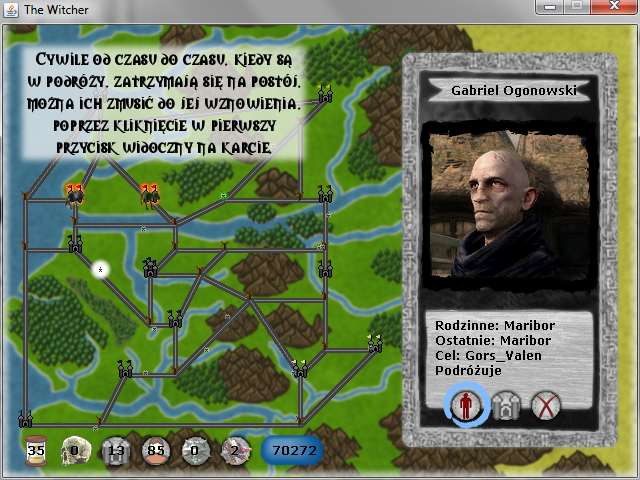 The Witcher
Cywile od czasu do czasu, kiedy są
w podróży, zatrzymają się na postój,
można ich zmusić do jej wznowienia,
poprzez kliknięcie w pierwszy
przycisk widoczny na karcie.
Gabriel Ogonowski
Rodzinne: Maribor
Ostatnie: Maribor
Cel: Gors_Valen
Podróżuje
35 0 13 85 0 2 70272